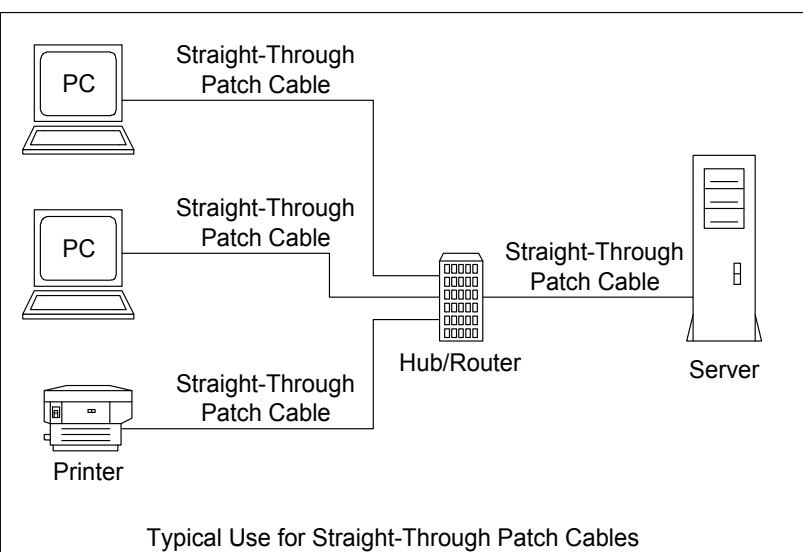 Straight-Through
Patch Cable
PC
Straight-Through
Patch Cable
PC
Straight-Through
Patch Cable
Hub/Router
Server
Straight-Through
Patch Cable
Printer
Typical Use for Straight-Through Patch Cables